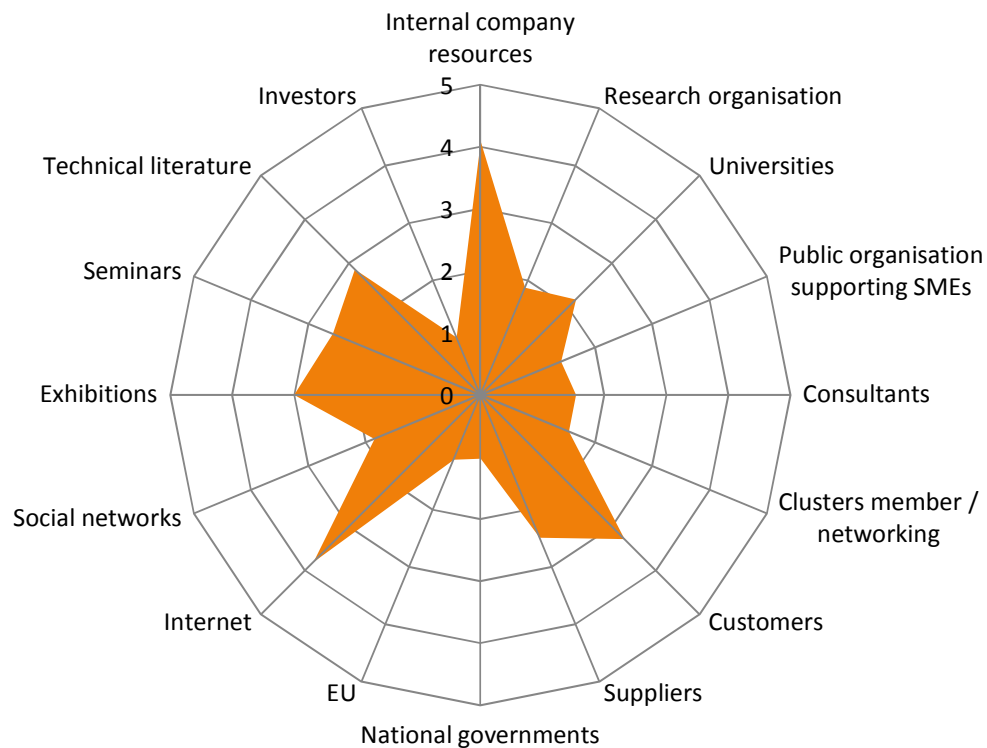 Internal company
resources
Research organisation
Universities
Public organisation
supporting SMEs
Consultants
Clusters member /
networking
Customers
Suppliers
National governments
EU
Internet
Social networks
Exhibitions
Seminars
Technical literature
Investors
5
4
3
2
1
0